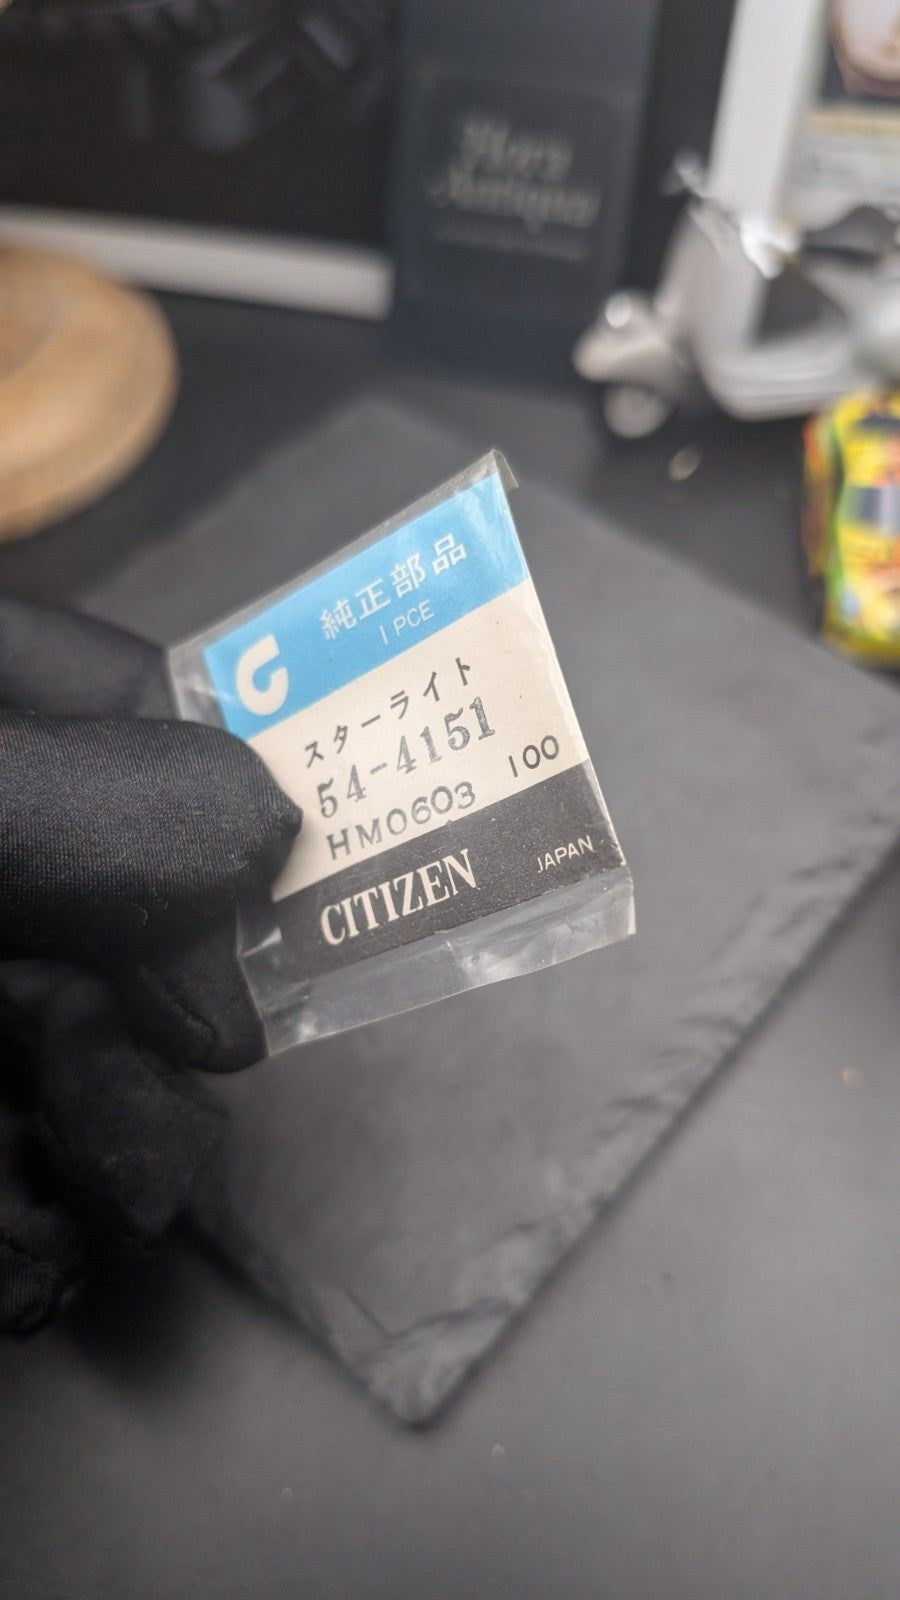 純正部品
1 PCE
スターライト
54-4151
HM0603 100
CITIZEN JAPAN